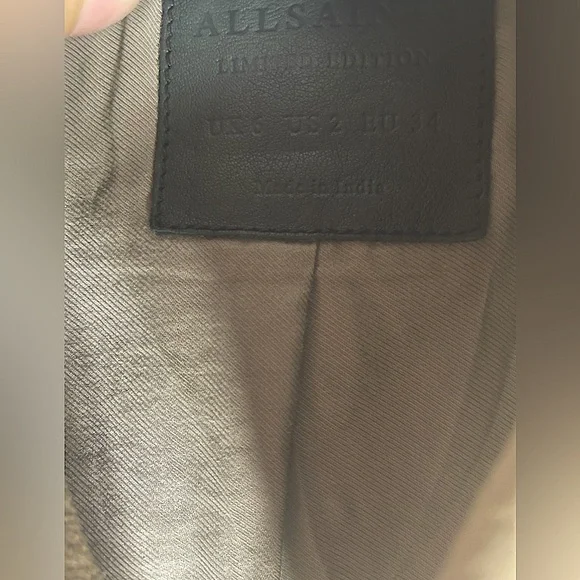 ALLSAINTS
LIMITED EDITION
UK 6 US 2 EU 34
Made in India